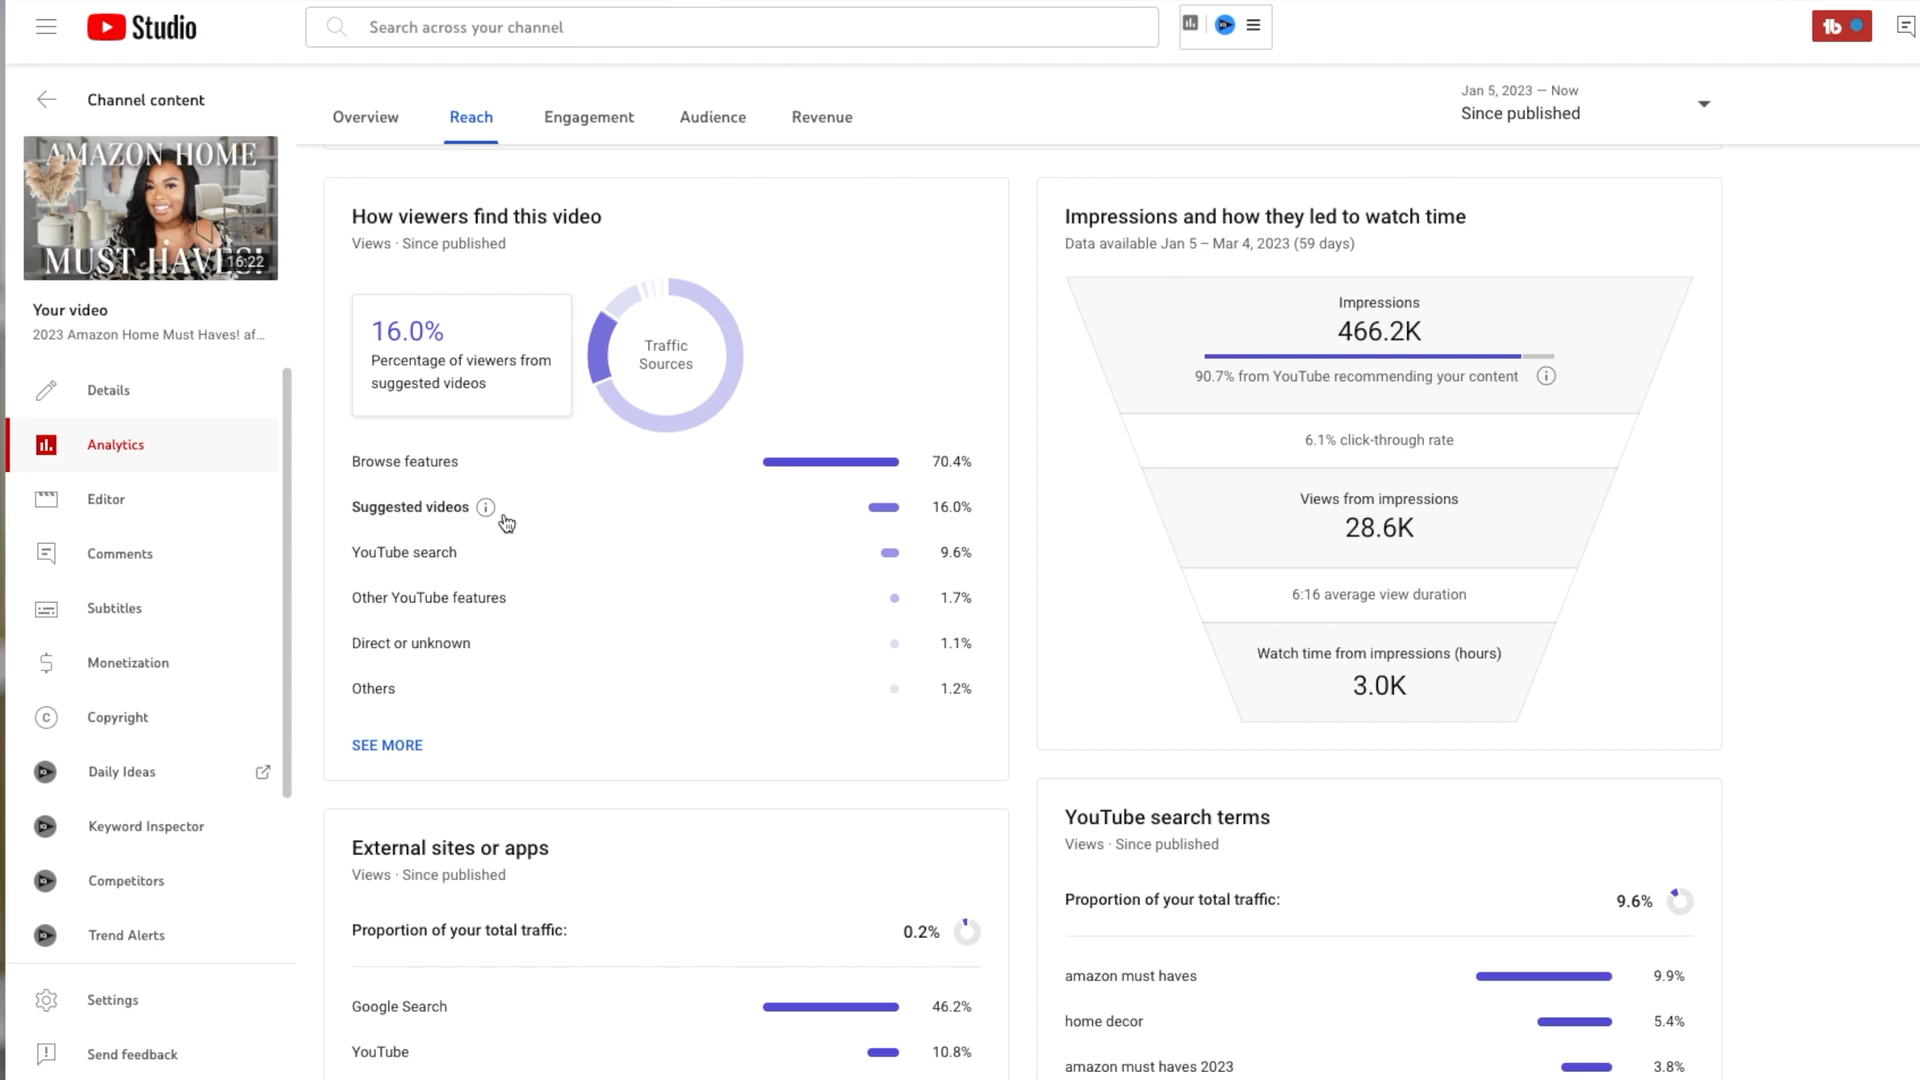 Studio
Search across your channel
Channel content
AMAZON HOME
MUST HAVES!
16:22
Your video
2023 Amazon Home Must Haves! af...
Details
Analytics
Editor
Comments
Subtitles
Monetization
Copyright
Daily Ideas
Keyword Inspector
Competitors
Trend Alerts
Settings
Send feedback
Overview
Reach
Engagement
Audience
Revenue
Jan 5, 2023 – Now
Since published
How viewers find this video
Views · Since published
16.0%
Percentage of viewers from
suggested videos
Traffic
Sources
Browse features 70.4%
Suggested videos 16.0%
YouTube search 9.6%
Other YouTube features 1.7%
Direct or unknown 1.1%
Others 1.2%
SEE MORE
Impressions and how they led to watch time
Data available Jan 5 – Mar 4, 2023 (59 days)
Impressions
466.2K
90.7% from YouTube recommending your content
6.1% click-through rate
Views from impressions
28.6K
6:16 average view duration
Watch time from impressions (hours)
3.0K
External sites or apps
Views · Since published
Proportion of your total traffic: 0.2%
Google Search 46.2%
YouTube 10.8%
YouTube search terms
Views · Since published
Proportion of your total traffic: 9.6%
amazon must haves 9.9%
home decor 5.4%
amazon must haves 2023 3.8%